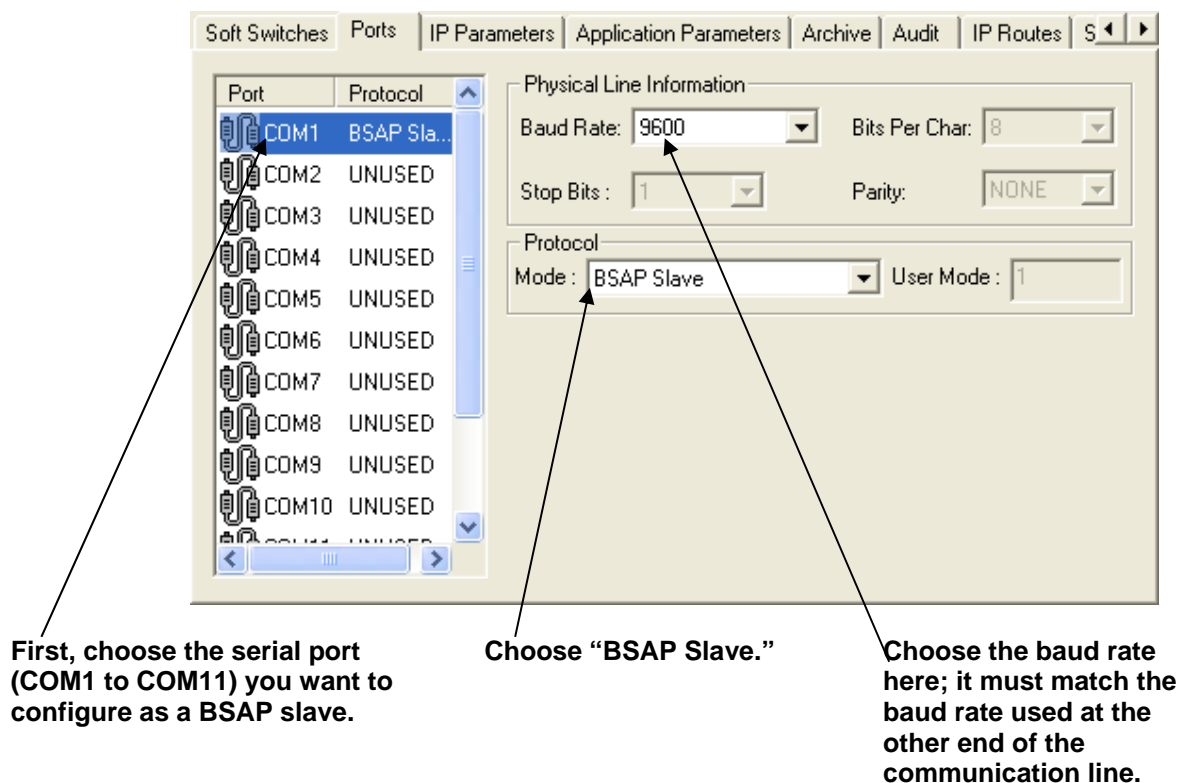 Soft Switches Ports IP Parameters Application Parameters Archive Audit IP Routes S
Port Protocol
COM1 BSAP Sla...
COM2 UNUSED
COM3 UNUSED
COM4 UNUSED
COM5 UNUSED
COM6 UNUSED
COM7 UNUSED
COM8 UNUSED
COM9 UNUSED
COM10 UNUSED
Physical Line Information
Baud Rate: 9600 Bits Per Char: 8
Stop Bits : 1 Parity: NONE
Protocol
Mode : BSAP Slave User Mode : 1
First, choose the serial port
(COM1 to COM11) you want to
configure as a BSAP slave.
Choose “BSAP Slave.”
Choose the baud rate
here; it must match the
baud rate used at the
other end of the
communication line.